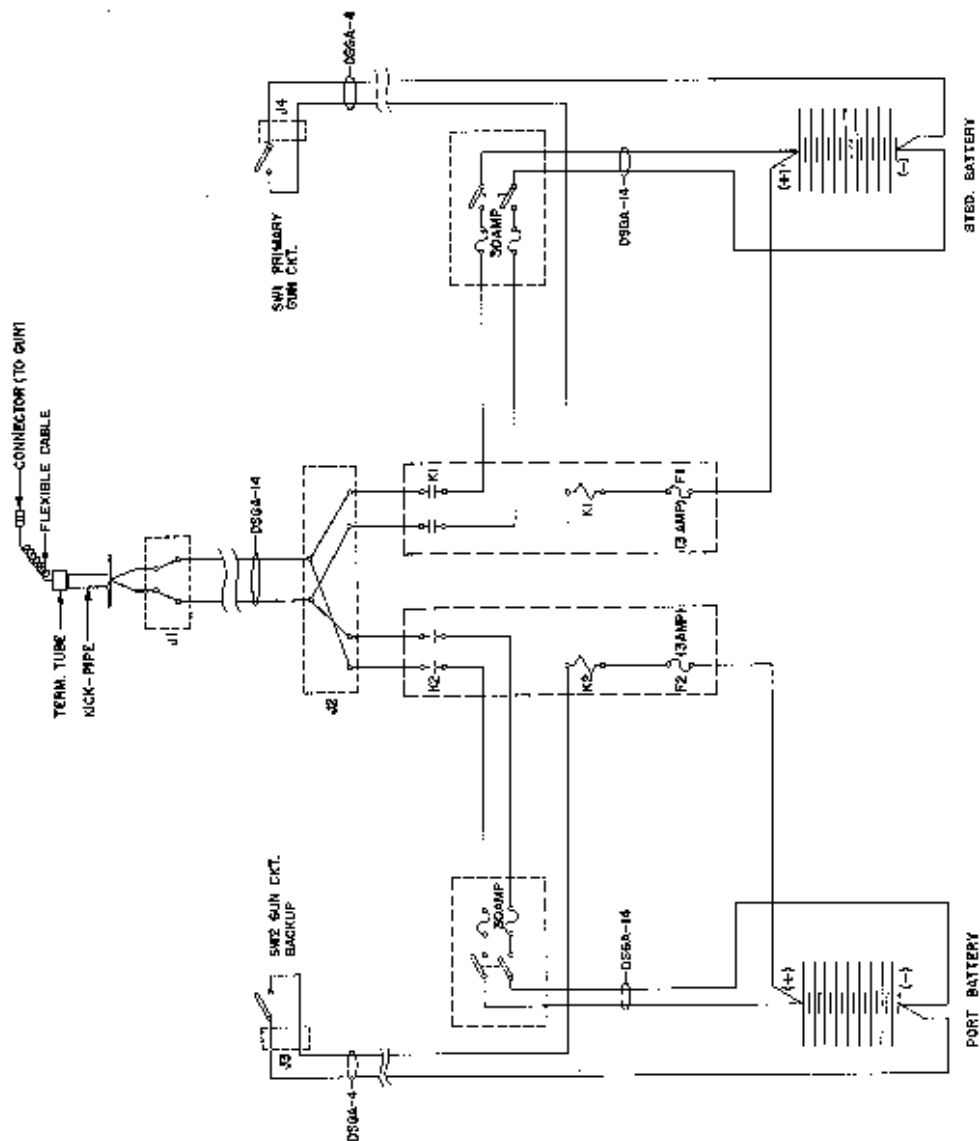 CONNECTOR (TO GUN)
FLEXIBLE CABLE
TERM. TUBE
KICK-PIPE
J1
DSGA-14
J2
SW1 PRIMARY
GUN CKT.
J4
DSGA-4
30AMP
DSGA-14
(+)
(-)
STBD. BATTERY
K1
K1
(3 AMP)
F1
K2
K2
(3AMP)
F2
SW2 GUN CKT.
BACKUP
J3
DSGA-4
30AMP
DSGA-14
(+)
(-)
PORT BATTERY